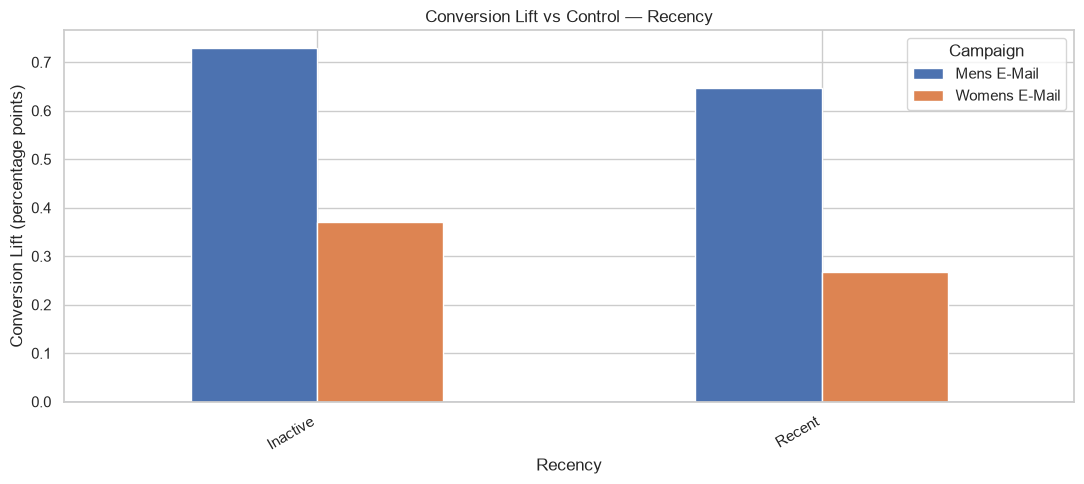 Conversion Lift vs Control — Recency
Campaign
Mens E-Mail
Womens E-Mail
Conversion Lift (percentage points)
0.7
0.6
0.5
0.4
0.3
0.2
0.1
0.0
Inactive
Recent
Recency